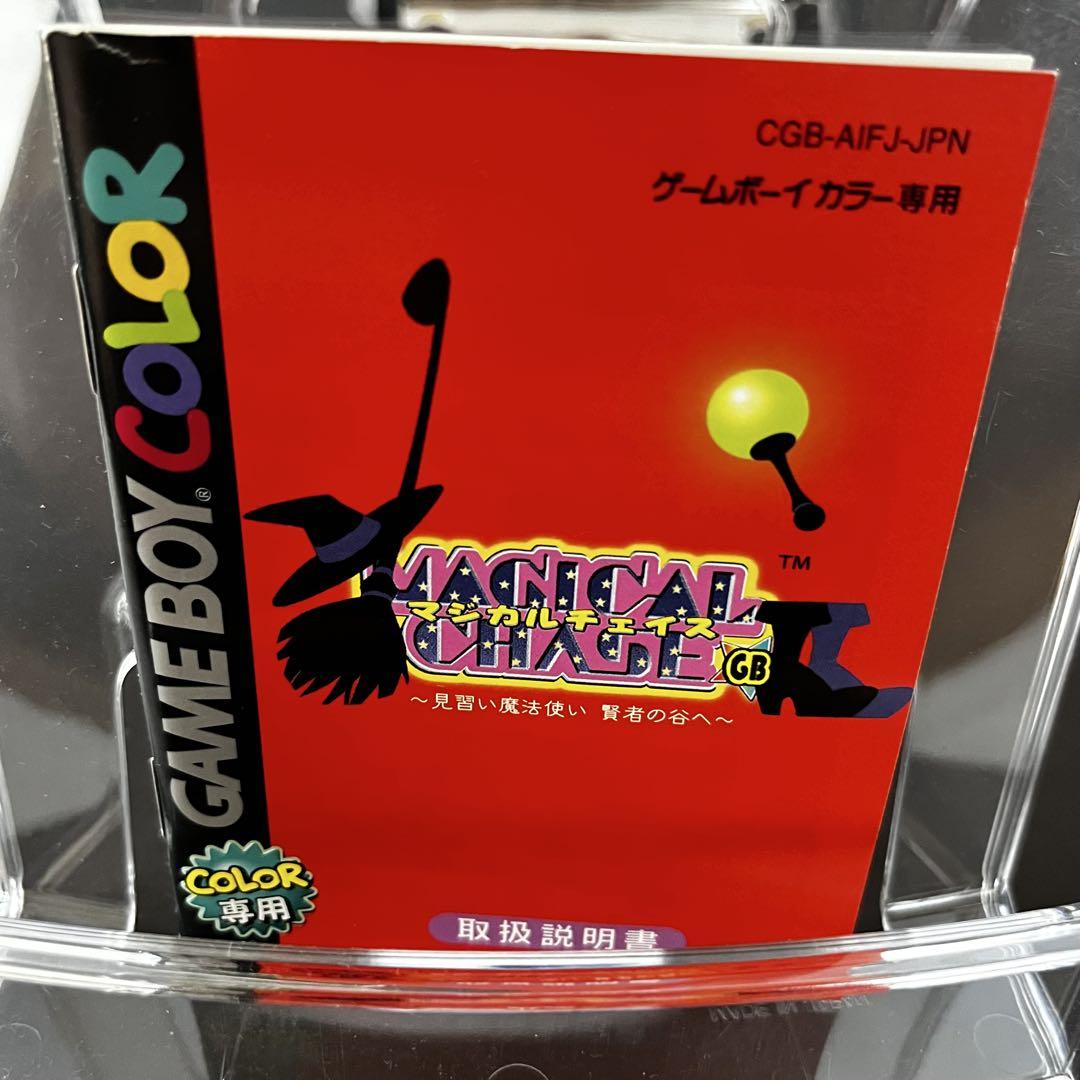 CGB-AIFJ-JPN
ゲームボーイカラー専用
GAME BOY® COLOR
TM
MAGICAL
マジカルチェイス
CHASE
GB
～見習い魔法使い 賢者の谷へ～
COLOR
専用
取扱説明書